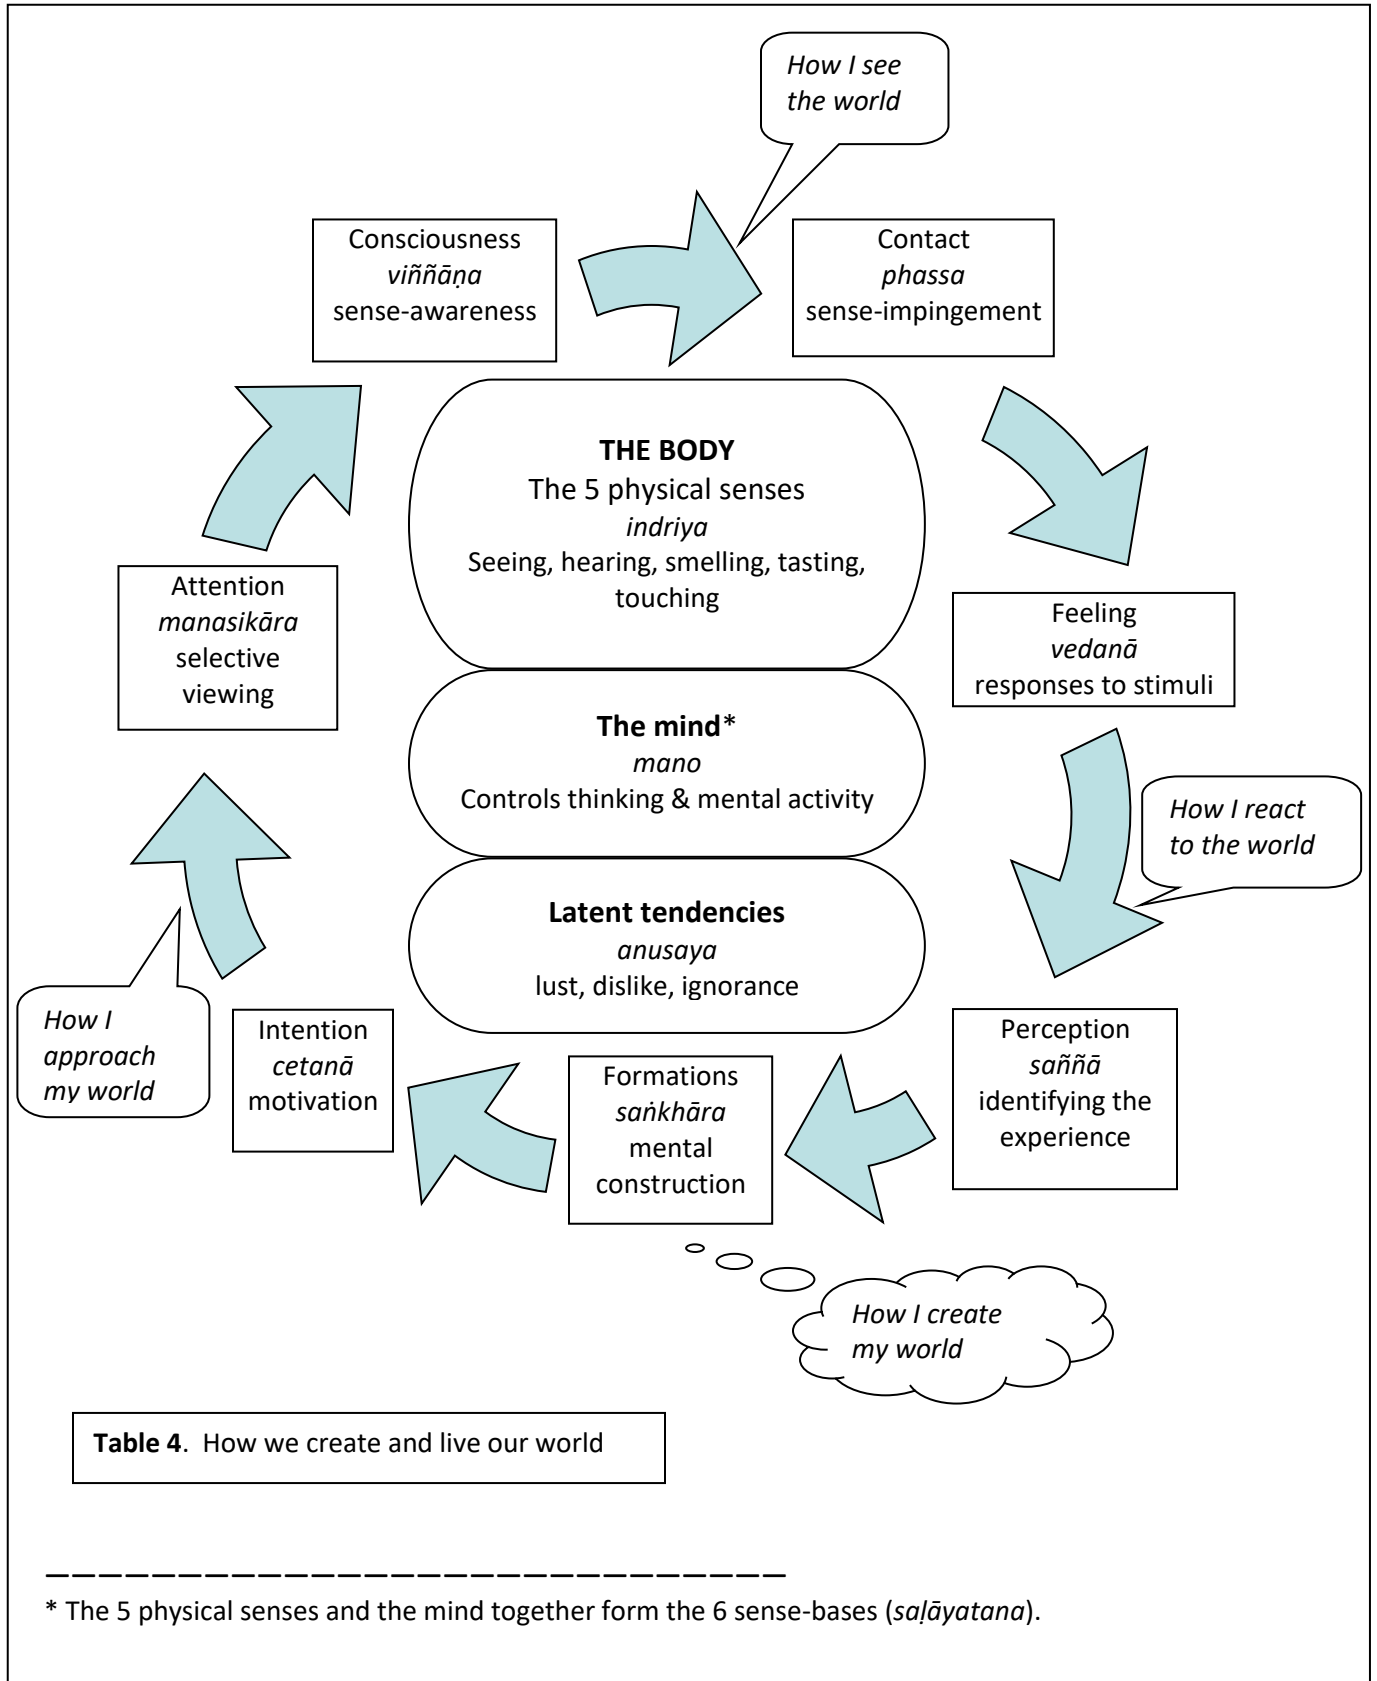 How I see
the world
Consciousness
viññāṇa
sense-awareness
Contact
phassa
sense-impingement
THE BODY
The 5 physical senses
indriya
Seeing, hearing, smelling, tasting,
touching
Attention
manasikāra
selective
viewing
Feeling
vedanā
responses to stimuli
The mind*
mano
Controls thinking & mental activity
How I react
to the world
Latent tendencies
anusaya
lust, dislike, ignorance
How I
approach
my world
Intention
cetanā
motivation
Formations
saṅkhāra
mental
construction
Perception
saññā
identifying the
experience
How I create
my world
Table 4.  How we create and live our world
* The 5 physical senses and the mind together form the 6 sense-bases (saḷāyatana).